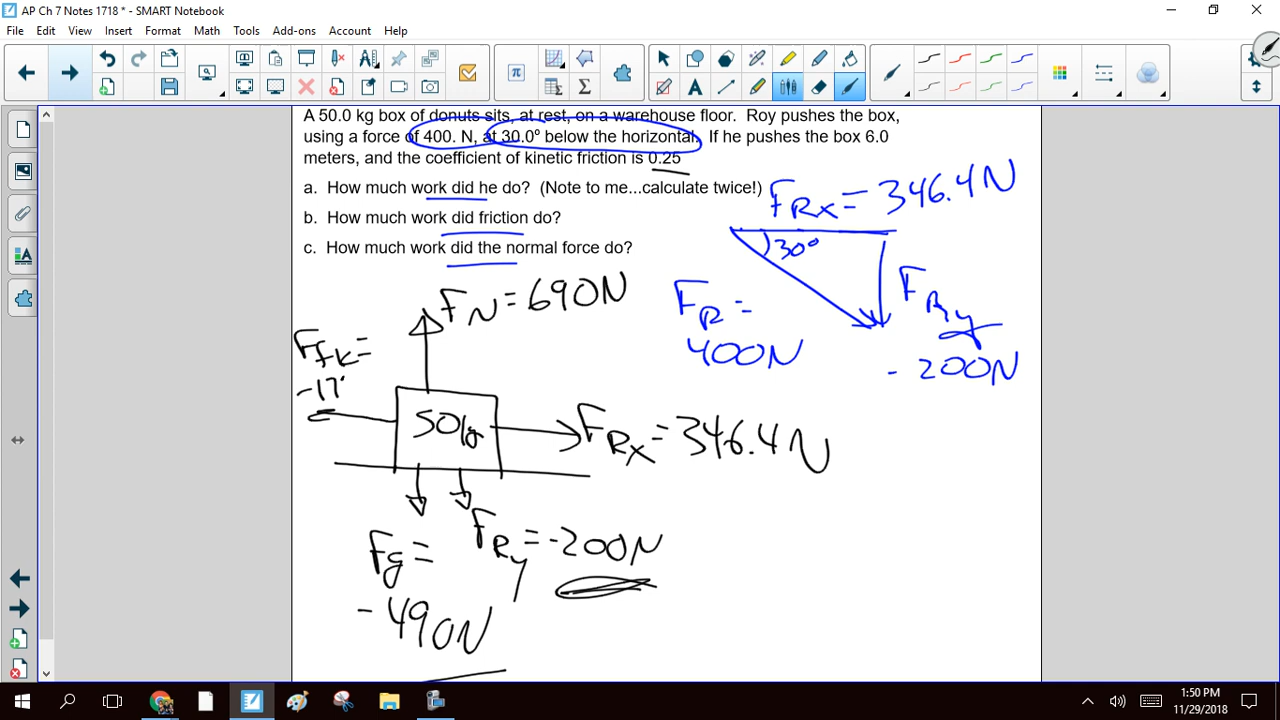 AP Ch 7 Notes 1718 * - SMART Notebook
File Edit View Insert Format Math Tools Add-ons Account Help
A 50.0 kg box of donuts sits, at rest, on a warehouse floor. Roy pushes the box,
using a force of 400. N, at 30.0º below the horizontal. If he pushes the box 6.0
meters, and the coefficient of kinetic friction is 0.25
a. How much work did he do? (Note to me...calculate twice!)
b. How much work did friction do?
c. How much work did the normal force do?
FRx = 346.4N
30°
FR =
400N
FRy
- 200N
FN = 690N
Ffk =
-17
50kg
FRx = 346.4N
Fg =
- 490N
FRy = -200N
1:50 PM
11/29/2018